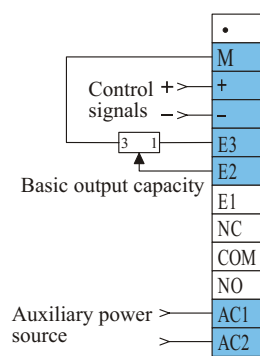 •
M
Control + +
signals - -
3 1 E3
Basic output capacity E2
E1
NC
COM
NO
Auxiliary power AC1
source AC2